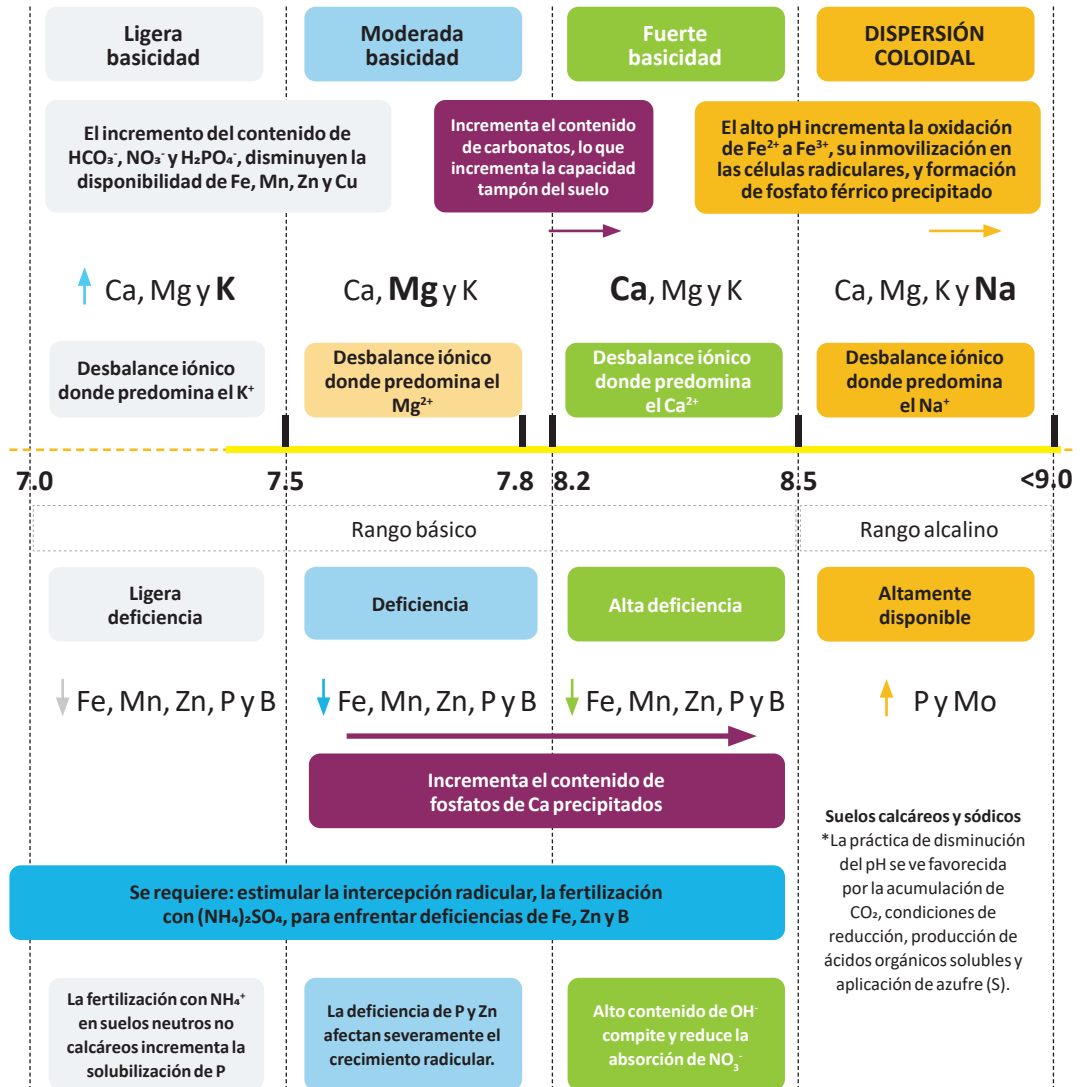 Ligera
basicidad
Moderada
basicidad
Fuerte
basicidad
DISPERSIÓN
COLOIDAL
El incremento del contenido de
HCO₃⁻, NO₃⁻ y H₂PO₄⁻, disminuyen la
disponibilidad de Fe, Mn, Zn y Cu
Incrementa el contenido
de carbonatos, lo que
incrementa la capacidad
tampón del suelo
El alto pH incrementa la oxidación
de Fe²⁺ a Fe³⁺, su inmovilización en
las células radiculares, y formación
de fosfato férrico precipitado
Ca, Mg y K
Ca, Mg y K
Ca, Mg y K
Ca, Mg, K y Na
Desbalance iónico
donde predomina el K⁺
Desbalance iónico
donde predomina el
Mg²⁺
Desbalance iónico
donde predomina
el Ca²⁺
Desbalance iónico
donde predomina
el Na⁺
7.0 7.5 7.8 8.2 8.5 <9.0
Rango básico
Rango alcalino
Ligera
deficiencia
Deficiencia
Alta deficiencia
Altamente
disponible
Fe, Mn, Zn, P y B
Fe, Mn, Zn, P y B
Fe, Mn, Zn, P y B
P y Mo
Incrementa el contenido de
fosfatos de Ca precipitados
Suelos calcáreos y sódicos
*La práctica de disminución
del pH se ve favorecida
por la acumulación de
CO₂, condiciones de
reducción, producción de
ácidos orgánicos solubles y
aplicación de azufre (S).
Se requiere: estimular la intercepción radicular, la fertilización
con (NH₄)₂SO₄, para enfrentar deficiencias de Fe, Zn y B
La fertilización con NH₄⁺
en suelos neutros no
calcáreos incrementa la
solubilización de P
La deficiencia de P y Zn
afectan severamente el
crecimiento radicular.
Alto contenido de OH⁻
compite y reduce la
absorción de NO₃⁻